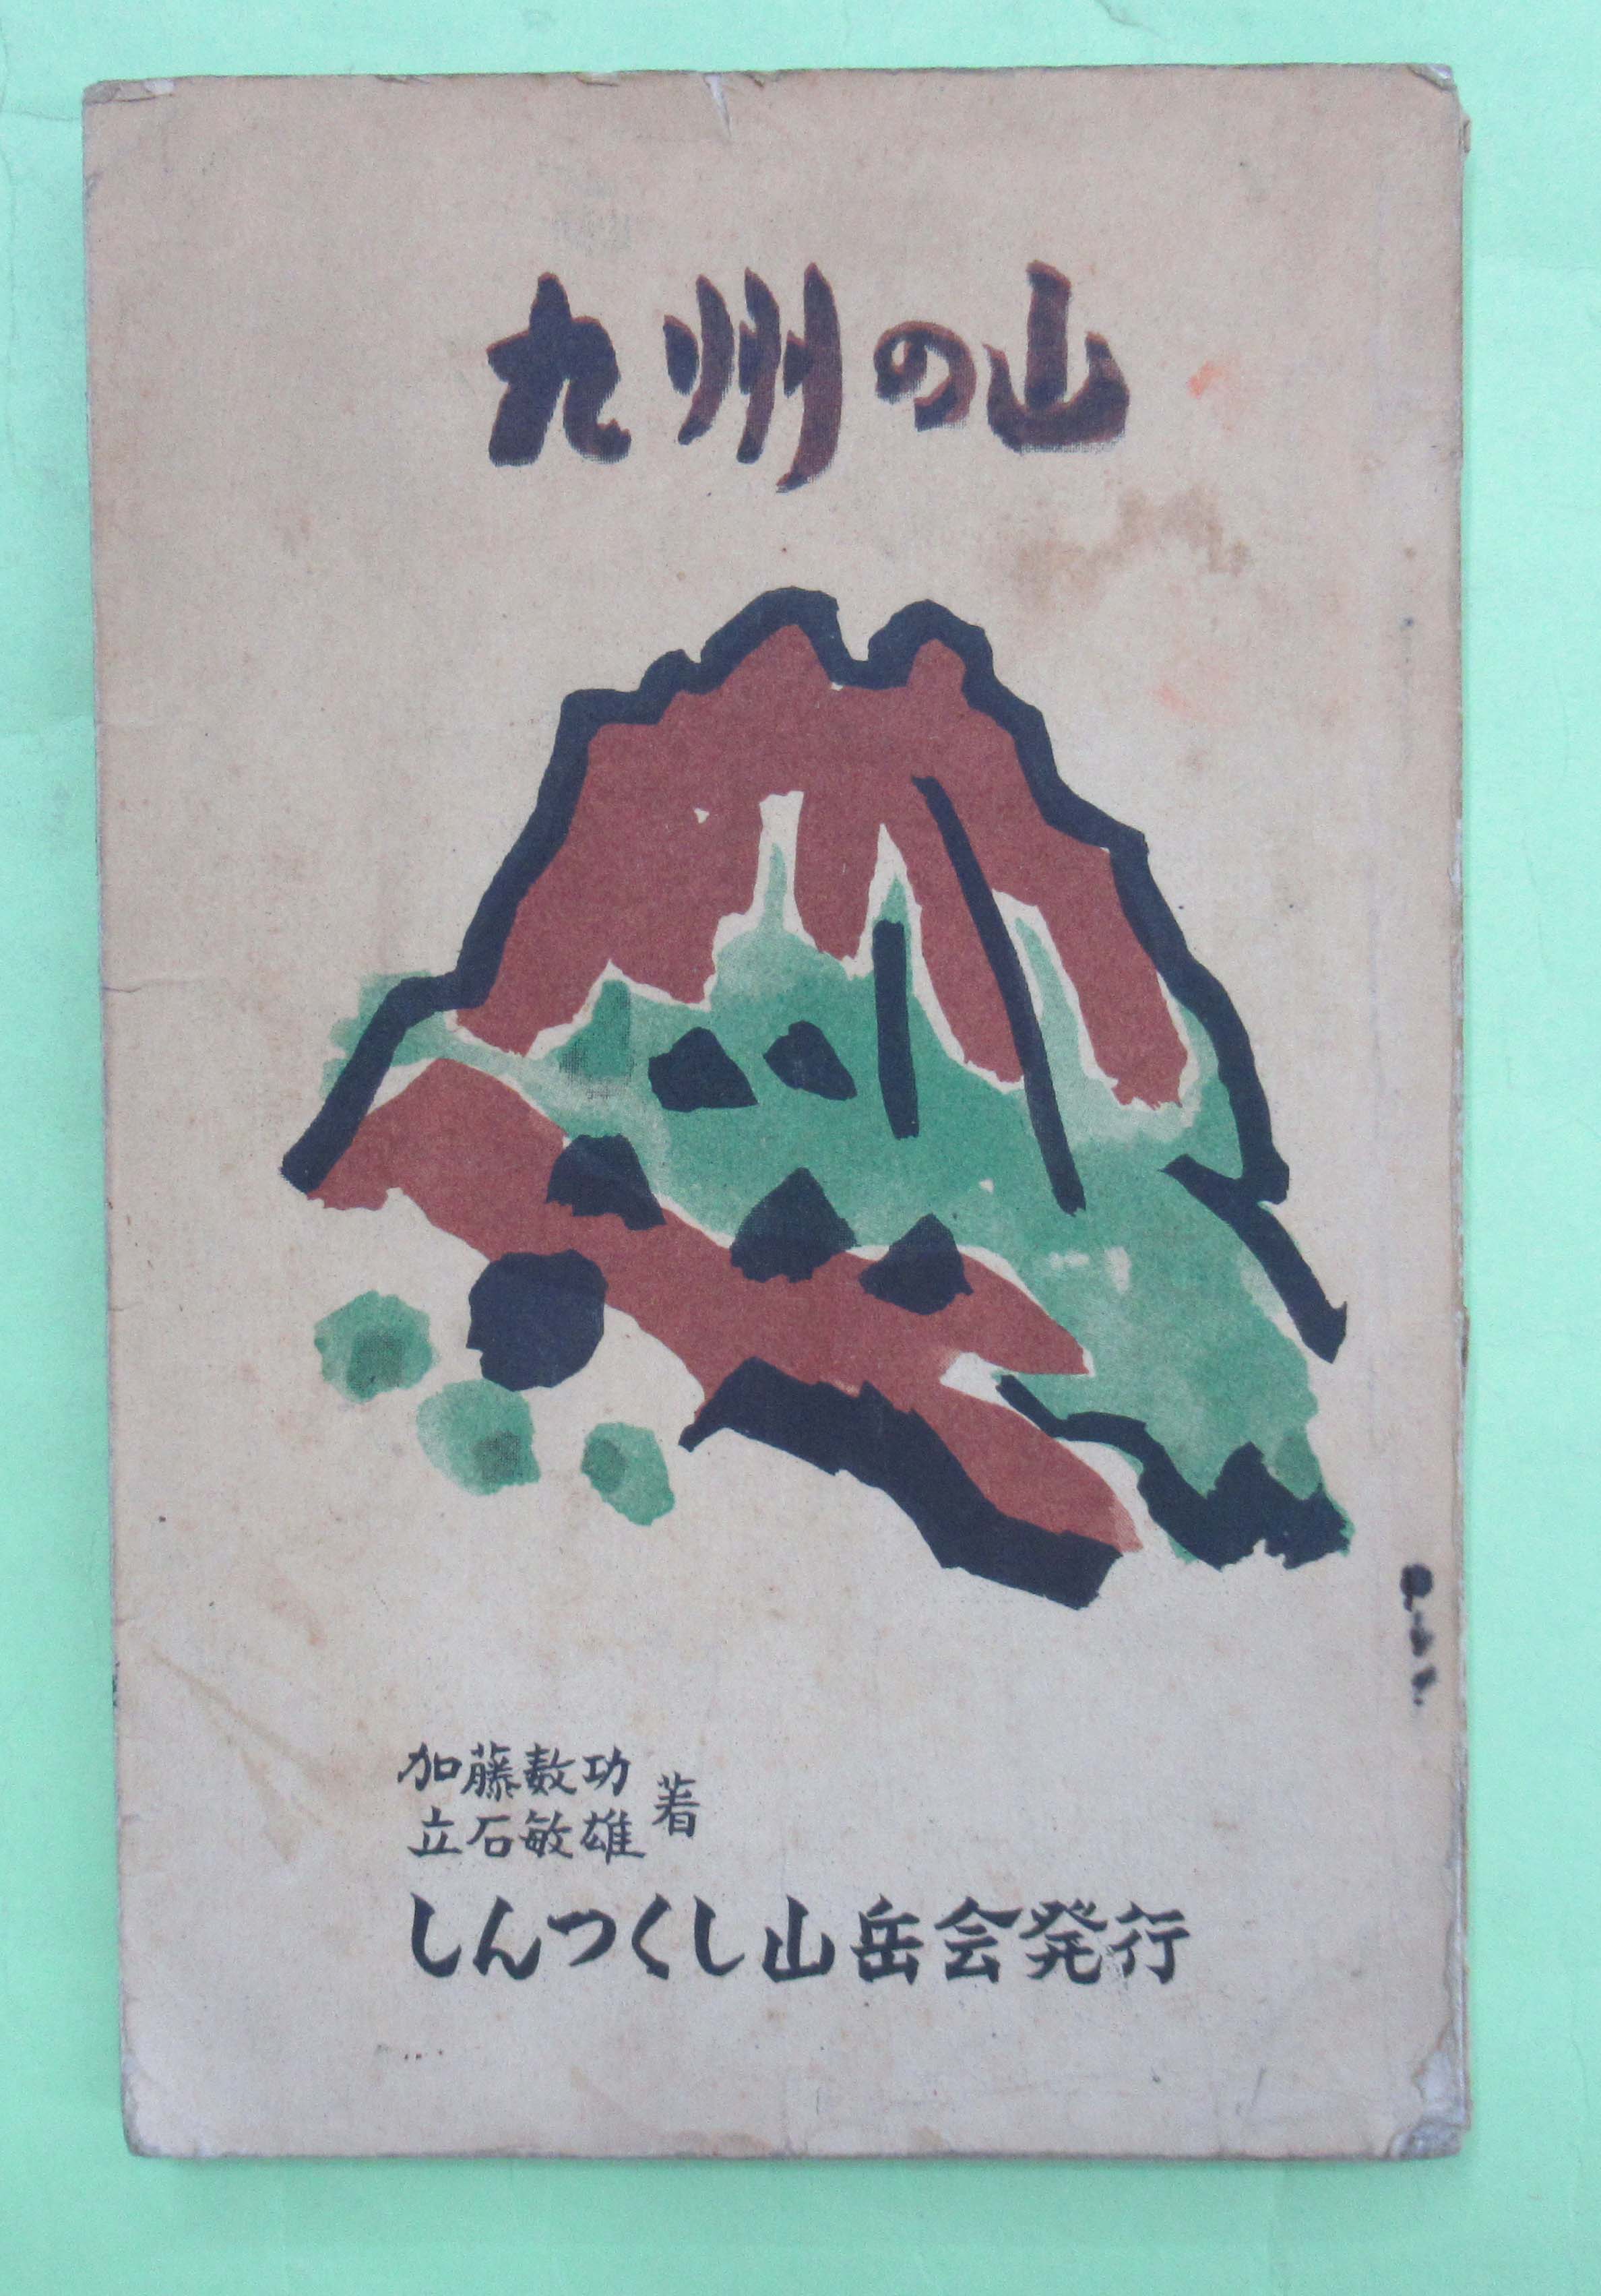 九州の山
加藤数功
立石敏雄
著
しんつくし山岳会発行